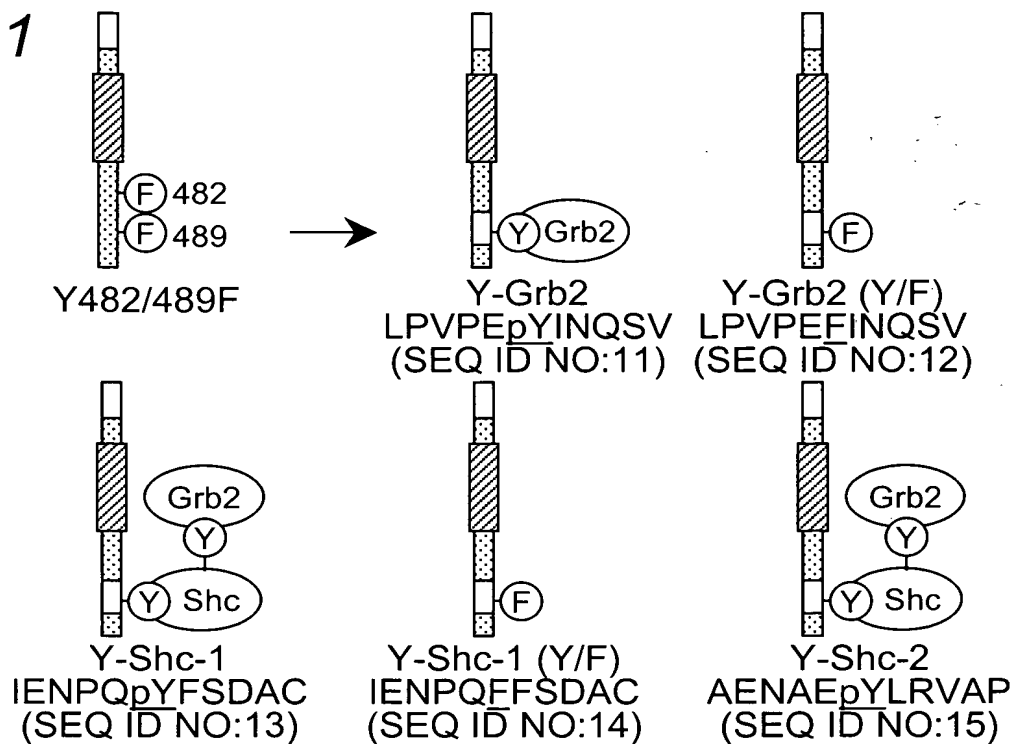 1
F 482
F 489
Y482/489F
Y Grb2
Y-Grb2
LPVPEpYINQSV
(SEQ ID NO:11)
F
Y-Grb2 (Y/F)
LPVPEFINQSV
(SEQ ID NO:12)
Grb2
Y
Y Shc
Y-Shc-1
IENPQpYFSDAC
(SEQ ID NO:13)
F
Y-Shc-1 (Y/F)
IENPQFFSDAC
(SEQ ID NO:14)
Grb2
Y
Y Shc
Y-Shc-2
AENAEpYLRVAP
(SEQ ID NO:15)